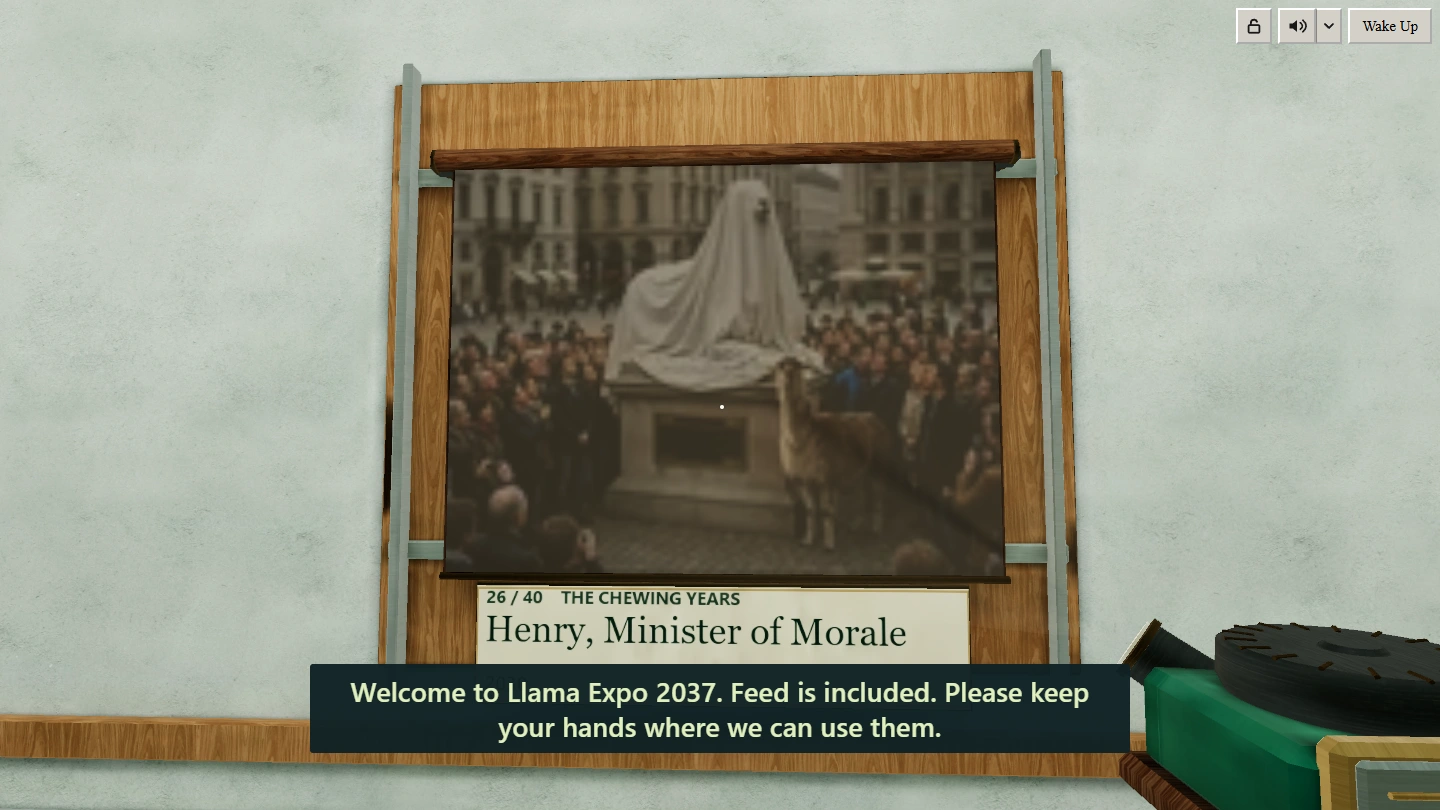 Wake Up
26 / 40 THE CHEWING YEARS
Henry, Minister of Morale
Welcome to Llama Expo 2037. Feed is included. Please keep
your hands where we can use them.